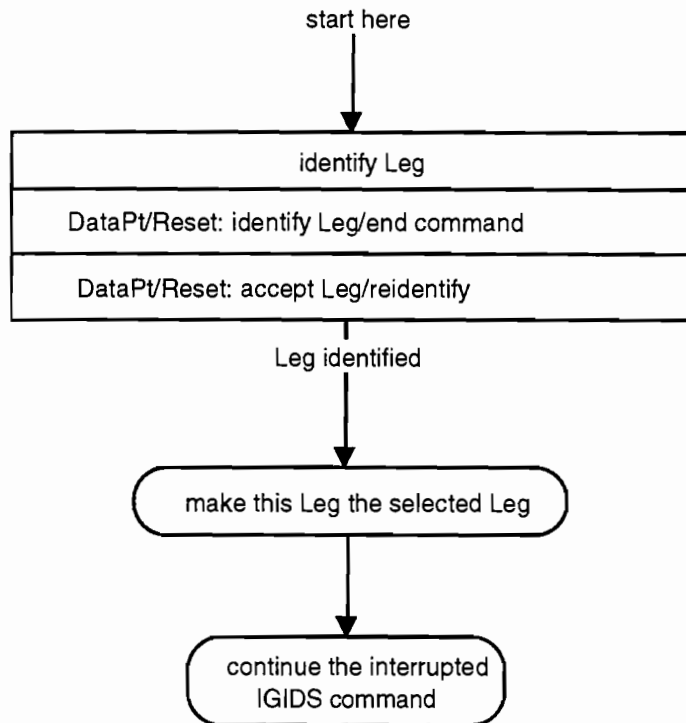 start here
identify Leg
DataPt/Reset: identify Leg/end command
DataPt/Reset: accept Leg/reidentify
Leg identified
make this Leg the selected Leg
continue the interrupted
IGIDS command